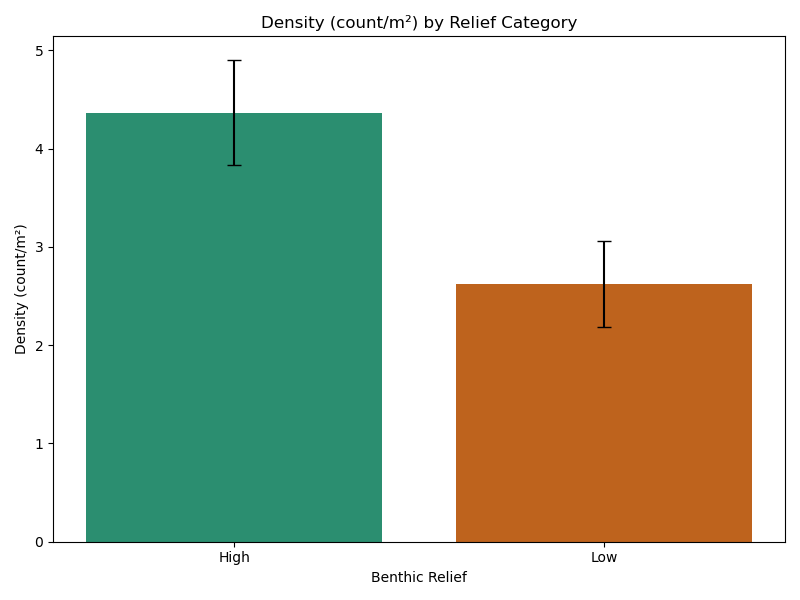 Density (count/m²) by Relief Category
Density (count/m²)
5
4
3
2
1
0
High
Low
Benthic Relief